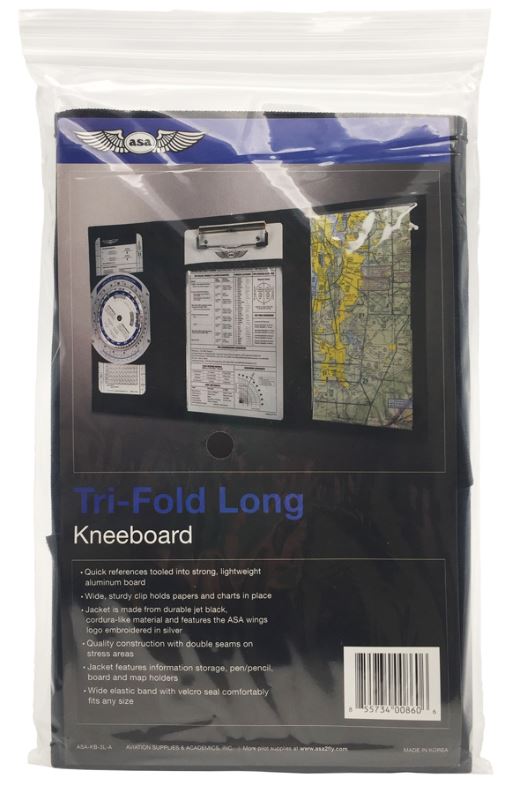 asa
Tri-Fold Long
Kneeboard
• Quick references tooled into strong, lightweight
aluminum board
• Wide, sturdy clip holds papers and charts in place
• Jacket is made from durable jet black,
cordura-like material and features the ASA wings
logo embroidered in silver
• Quality construction with double seams on
stress areas
• Jacket features information storage, pen/pencil,
board and map holders
• Wide elastic band with velcro seal comfortably
fits any size
8 55734 00860 6
ASA-KB-3L-A AVIATION SUPPLIES & ACADEMICS, INC. | More pilot supplies at www.asa2fly.com MADE IN KOREA